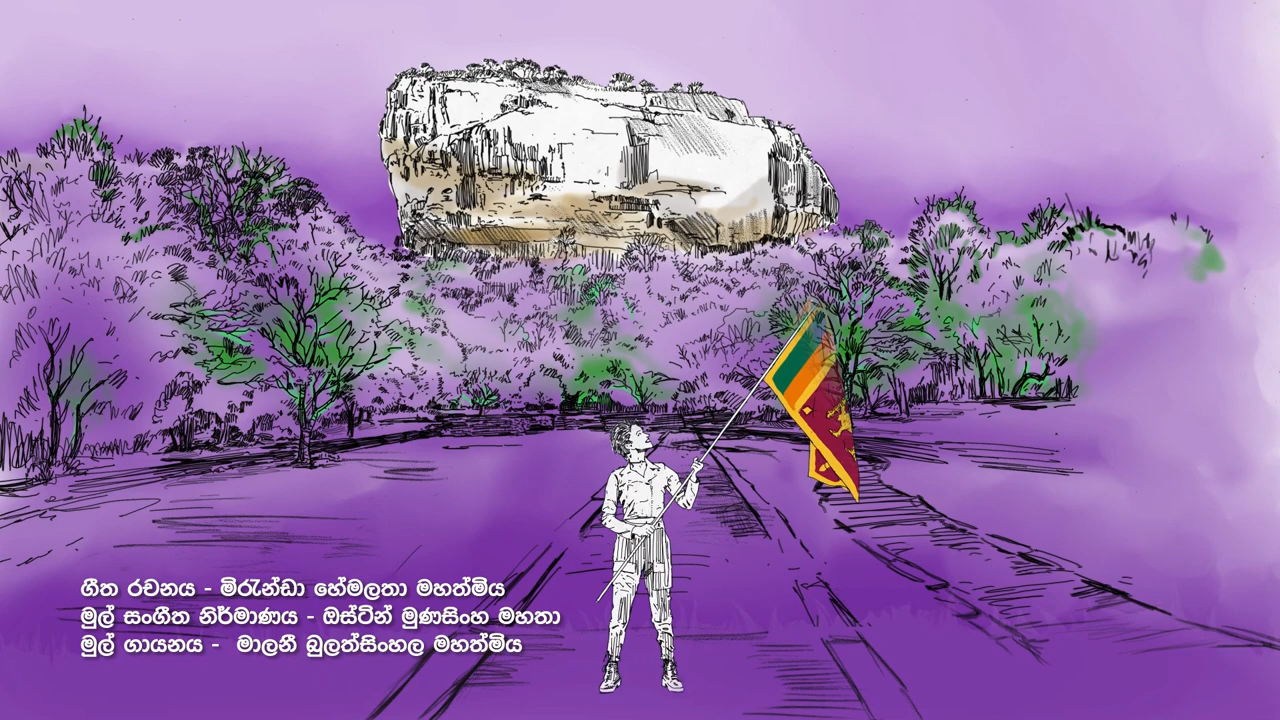 ගීත රචනය - මිරැන්ඩා හේමලතා මහත්මිය
මුල් සංගීත නිර්මාණය - ඔස්ටින් මුණසිංහ මහතා
මුල් ගායනය -  මාලනී බුලත්සිංහල මහත්මිය